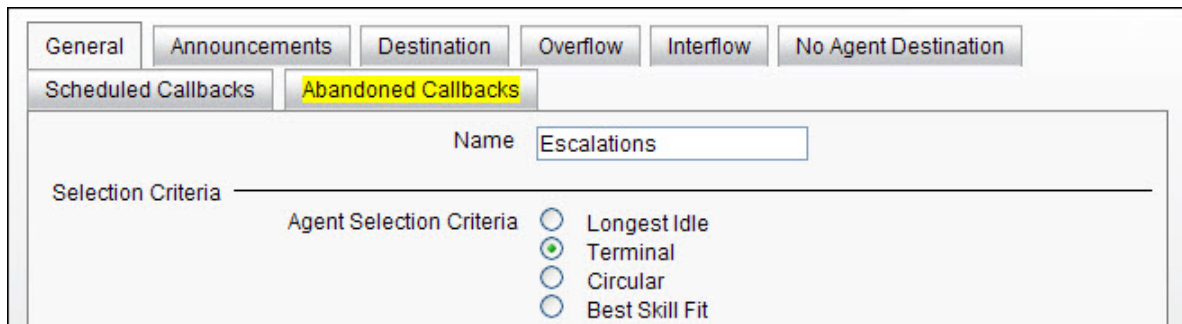 General Announcements Destination Overflow Interflow No Agent Destination
Scheduled Callbacks Abandoned Callbacks
Name Escalations
Selection Criteria
Agent Selection Criteria Longest Idle
Terminal
Circular
Best Skill Fit